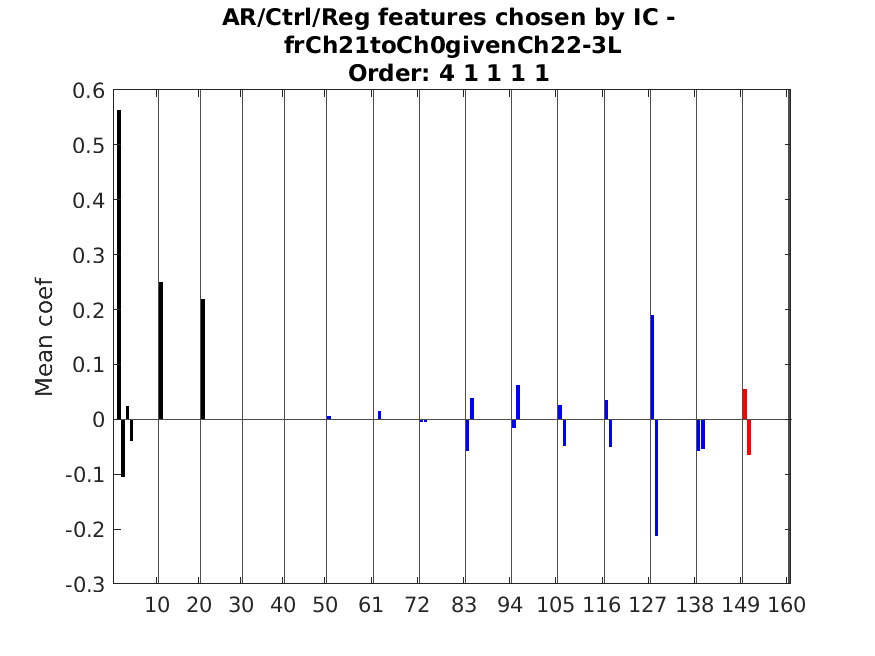 AR/Ctrl/Reg features chosen by IC -
frCh21toCh0givenCh22-3L
Order: 4 1 1 1 1
0.6
0.5
0.4
0.3
0.2
0.1
0
-0.1
-0.2
-0.3
Mean coef
10 20 30 40 50 61 72 83 94 105 116 127 138 149 160